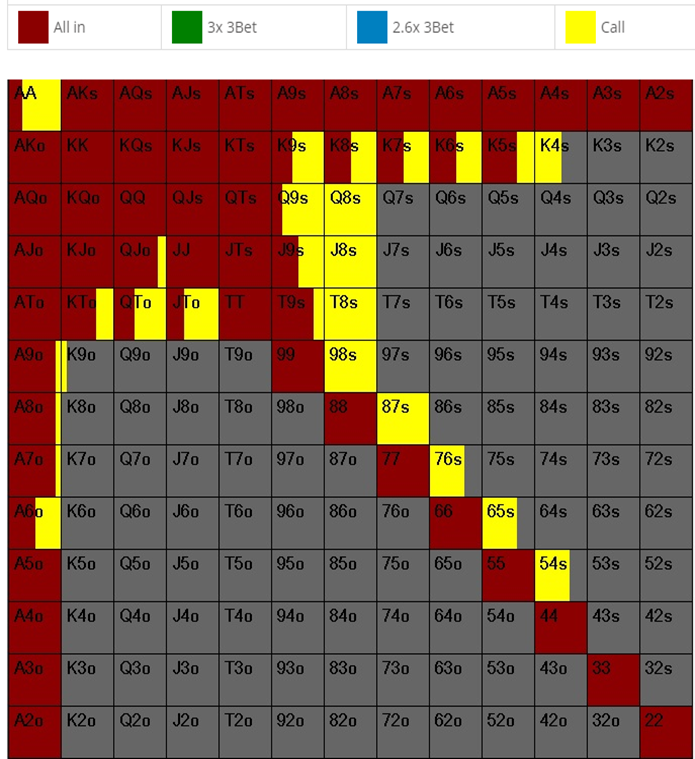 All in 3x 3Bet 2.6x 3Bet Call
AA AKs AQs AJs ATs A9s A8s A7s A6s A5s A4s A3s A2s
AKo KK KQs KJs KTs K9s K8s K7s K6s K5s K4s K3s K2s
AQo KQo QQ QJs QTs Q9s Q8s Q7s Q6s Q5s Q4s Q3s Q2s
AJo KJo QJo JJ JTs J9s J8s J7s J6s J5s J4s J3s J2s
ATo KTo QTo JTo TT T9s T8s T7s T6s T5s T4s T3s T2s
A9o K9o Q9o J9o T9o 99 98s 97s 96s 95s 94s 93s 92s
A8o K8o Q8o J8o T8o 98o 88 87s 86s 85s 84s 83s 82s
A7o K7o Q7o J7o T7o 97o 87o 77 76s 75s 74s 73s 72s
A6o K6o Q6o J6o T6o 96o 86o 76o 66 65s 64s 63s 62s
A5o K5o Q5o J5o T5o 95o 85o 75o 65o 55 54s 53s 52s
A4o K4o Q4o J4o T4o 94o 84o 74o 64o 54o 44 43s 42s
A3o K3o Q3o J3o T3o 93o 83o 73o 63o 53o 43o 33 32s
A2o K2o Q2o J2o T2o 92o 82o 72o 62o 52o 42o 32o 22